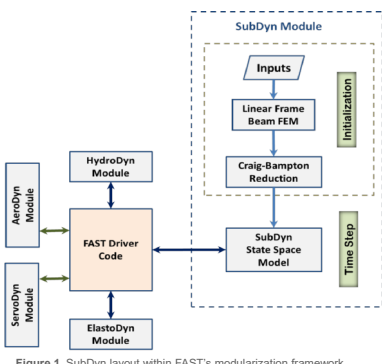 SubDyn Module
Inputs
Linear Frame
Beam FEM
Craig-Bampton
Reduction
Initialization
HydroDyn
Module
AeroDyn
Module
FAST Driver
Code
SubDyn
State Space
Model
Time Step
ServoDyn
Module
ElastoDyn
Module
Figure 1. SubDyn layout within FAST's modularization framework